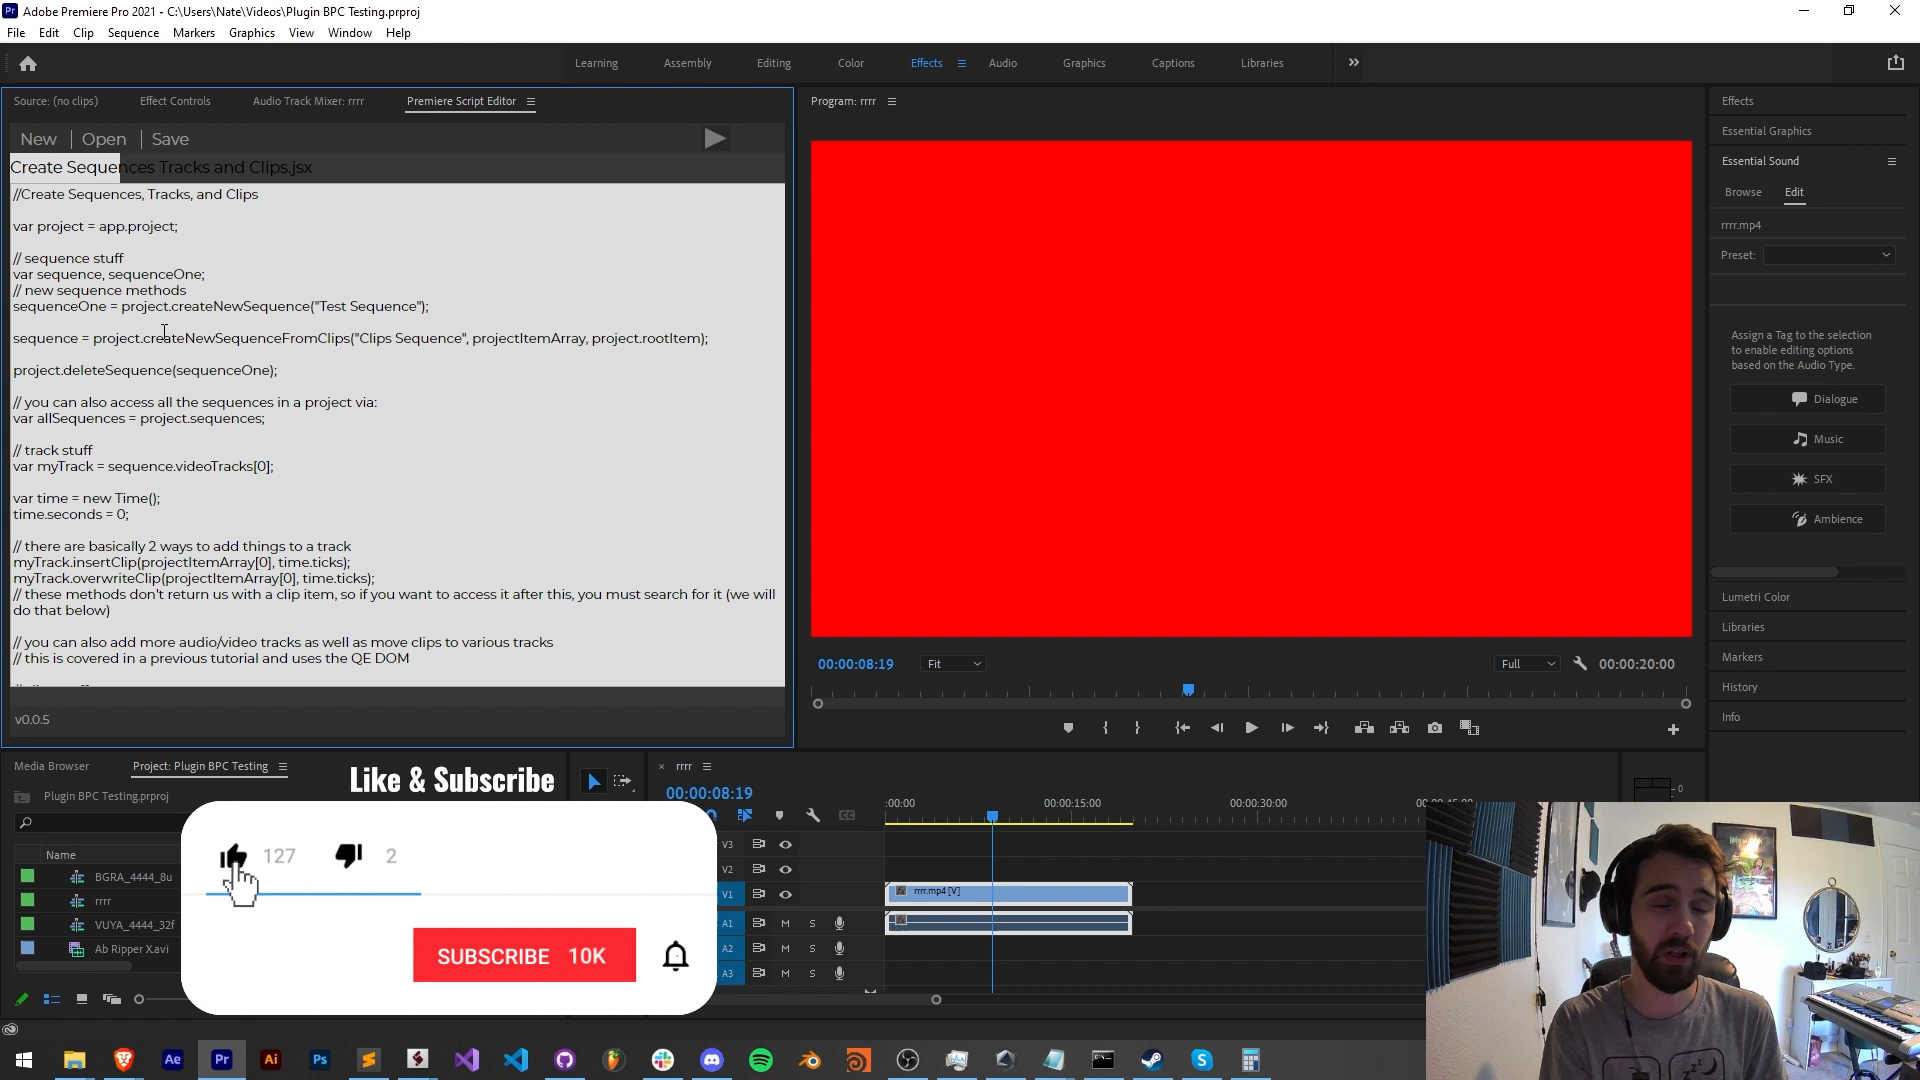 Adobe Premiere Pro 2021 - C:\Users\Nate\Videos\Plugin BPC Testing.prproj
File Edit Clip Sequence Markers Graphics View Window Help
Learning Assembly Editing Color Effects Audio Graphics Captions Libraries
Source: (no clips) Effect Controls Audio Track Mixer: rrrr Premiere Script Editor
New Open Save
Create Sequences Tracks and Clips.jsx
//Create Sequences, Tracks, and Clips
var project = app.project;
// sequence stuff
var sequence, sequenceOne;
// new sequence methods
sequenceOne = project.createNewSequence("Test Sequence");
sequence = project.createNewSequenceFromClips("Clips Sequence", projectItemArray, project.rootItem);
project.deleteSequence(sequenceOne);
// you can also access all the sequences in a project via:
var allSequences = project.sequences;
// track stuff
var myTrack = sequence.videoTracks[0];
var time = new Time();
time.seconds = 0;
// there are basically 2 ways to add things to a track
myTrack.insertClip(projectItemArray[0], time.ticks);
myTrack.overwriteClip(projectItemArray[0], time.ticks);
// these methods don't return us with a clip item, so if you want to access it after this, you must search for it (we will
do that below)
// you can also add more audio/video tracks as well as move clips to various tracks
// this is covered in a previous tutorial and uses the QE DOM
v0.0.5
Program: rrrr
00:00:08:19 Fit Full 00:00:20:00
Effects
Essential Graphics
Essential Sound
Browse Edit
rrrr.mp4
Preset:
Assign a Tag to the selection
to enable editing options
based on the Audio Type.
Dialogue
Music
SFX
Ambience
Lumetri Color
Libraries
Markers
History
Info
Media Browser Project: Plugin BPC Testing
Plugin BPC Testing.prproj
Name
BGRA_4444_8u
rrrr
VUYA_4444_32f
Ab Ripper X.avi
Like & Subscribe
127 2
SUBSCRIBE 10K
rrrr
00:00:08:19
:00:00 00:00:15:00 00:00:30:00
V3
V2
V1 rrrr.mp4 [V]
A1 M S
A2 M S
A3 M S
0
Ae Pr Ai Ps